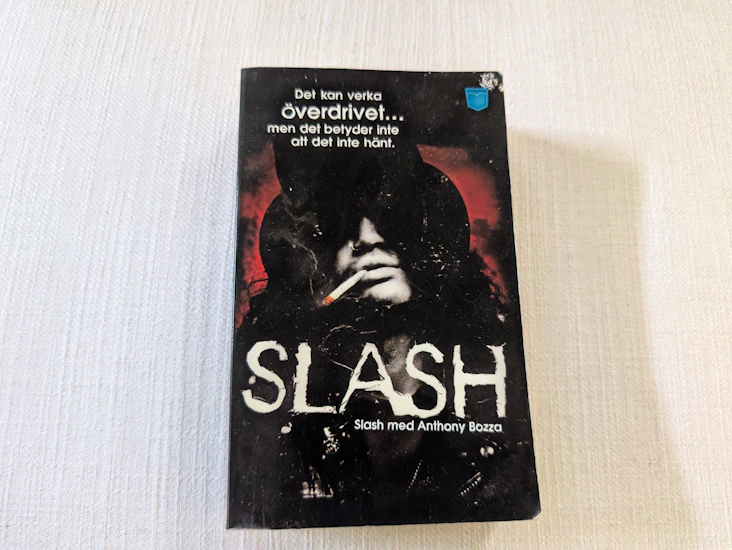 Det kan verka
överdrivet...
men det betyder inte
att det inte hänt.
SLASH
Slash med Anthony Bozza